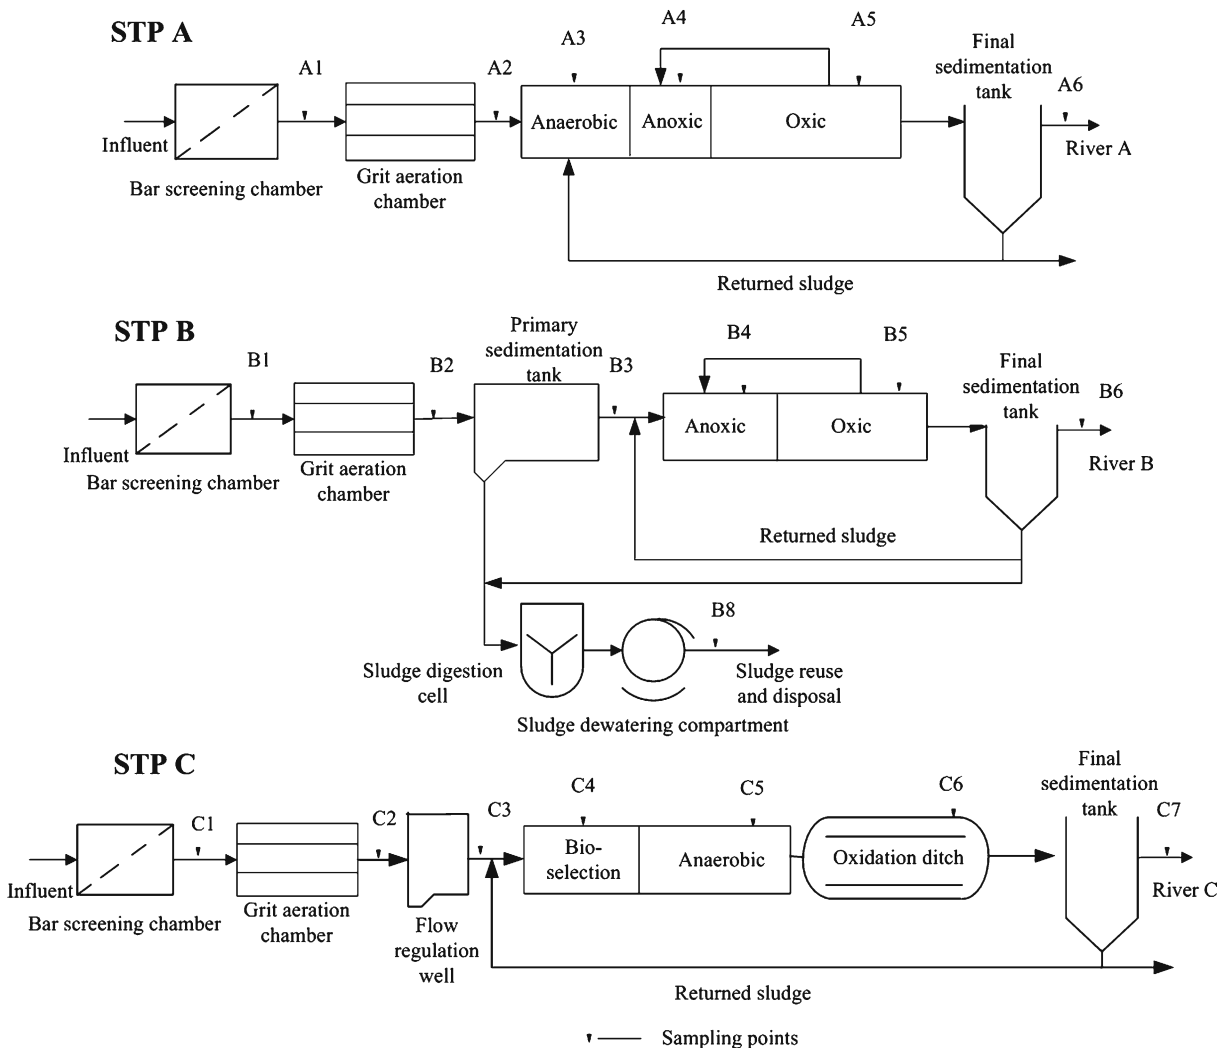 STP A
A1
A2
A3
A4
A5
Final
sedimentation
tank
A6
Influent
Anaerobic
Anoxic
Oxic
River A
Bar screening chamber
Grit aeration
chamber
Returned sludge
STP B
B1
B2
Primary
sedimentation
tank
B3
B4
B5
Final
sedimentation
tank
B6
Influent
Anoxic
Oxic
River B
Bar screening chamber
Grit aeration
chamber
Returned sludge
B8
Sludge digestion
cell
Sludge reuse
and disposal
Sludge dewatering compartment
STP C
C1
C2
C3
C4
C5
C6
Final
sedimentation
tank
C7
Influent
Bio-
selection
Anaerobic
Oxidation ditch
River C
Bar screening chamber
Grit aeration
chamber
Flow
regulation
well
Returned sludge
Sampling points